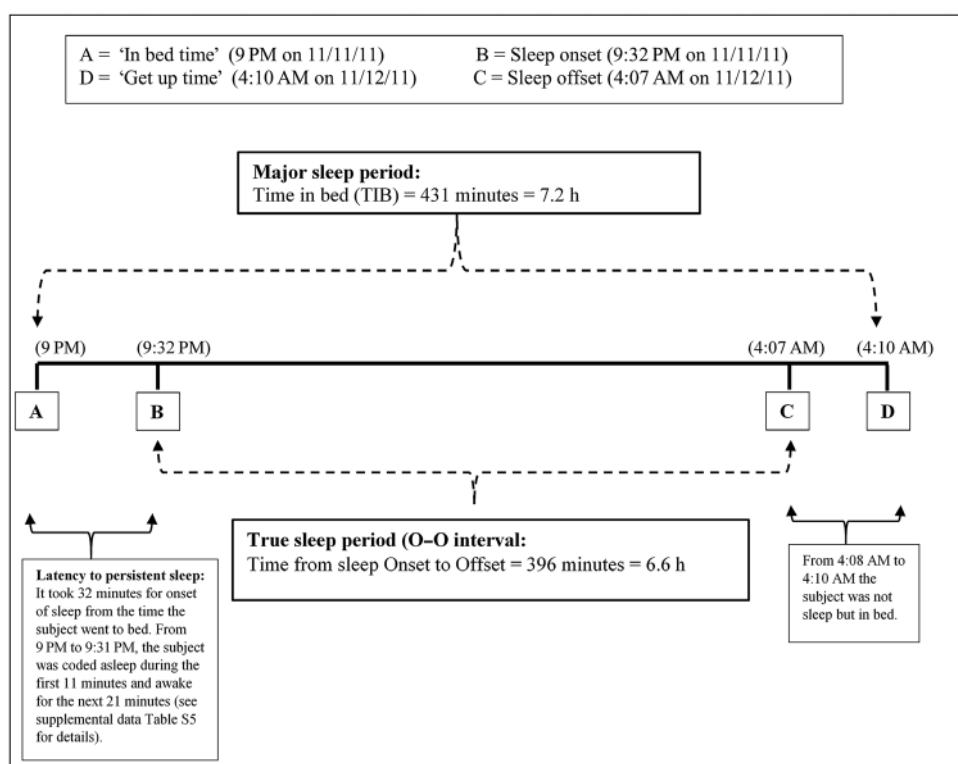 A = ‘In bed time’ (9 PM on 11/11/11) B = Sleep onset (9:32 PM on 11/11/11)
D = ‘Get up time’ (4:10 AM on 11/12/11) C = Sleep offset (4:07 AM on 11/12/11)
Major sleep period:
Time in bed (TIB) = 431 minutes = 7.2 h
(9 PM) (9:32 PM) (4:07 AM) (4:10 AM)
A B C D
True sleep period (O–O interval:
Time from sleep Onset to Offset = 396 minutes = 6.6 h
Latency to persistent sleep:
It took 32 minutes for onset
of sleep from the time the
subject went to bed. From
9 PM to 9:31 PM, the subject
was coded asleep during the
first 11 minutes and awake
for the next 21 minutes (see
supplemental data Table S5
for details).
From 4:08 AM to
4:10 AM the
subject was not
sleep but in bed.